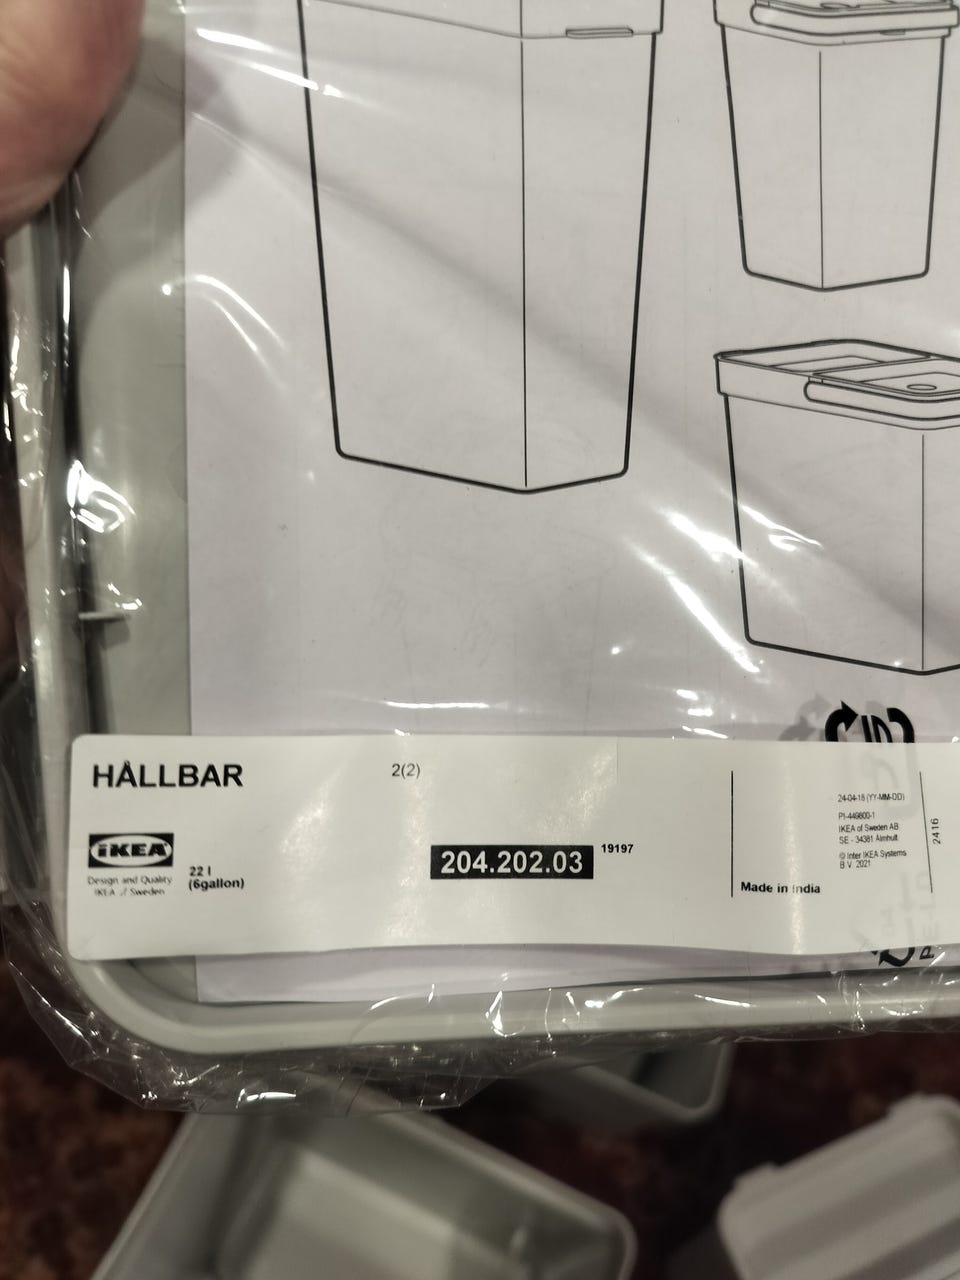 HÅLLBAR
2(2)
IKEA
Design and Quality
IKEA of Sweden
22 l
(6gallon)
204.202.03
19197
Made in India
24-04-18 (YY-MM-DD)
PI-449800-1
IKEA of Sweden AB
SE - 34381 Älmhult
© Inter IKEA Systems
B.V. 2021
2416